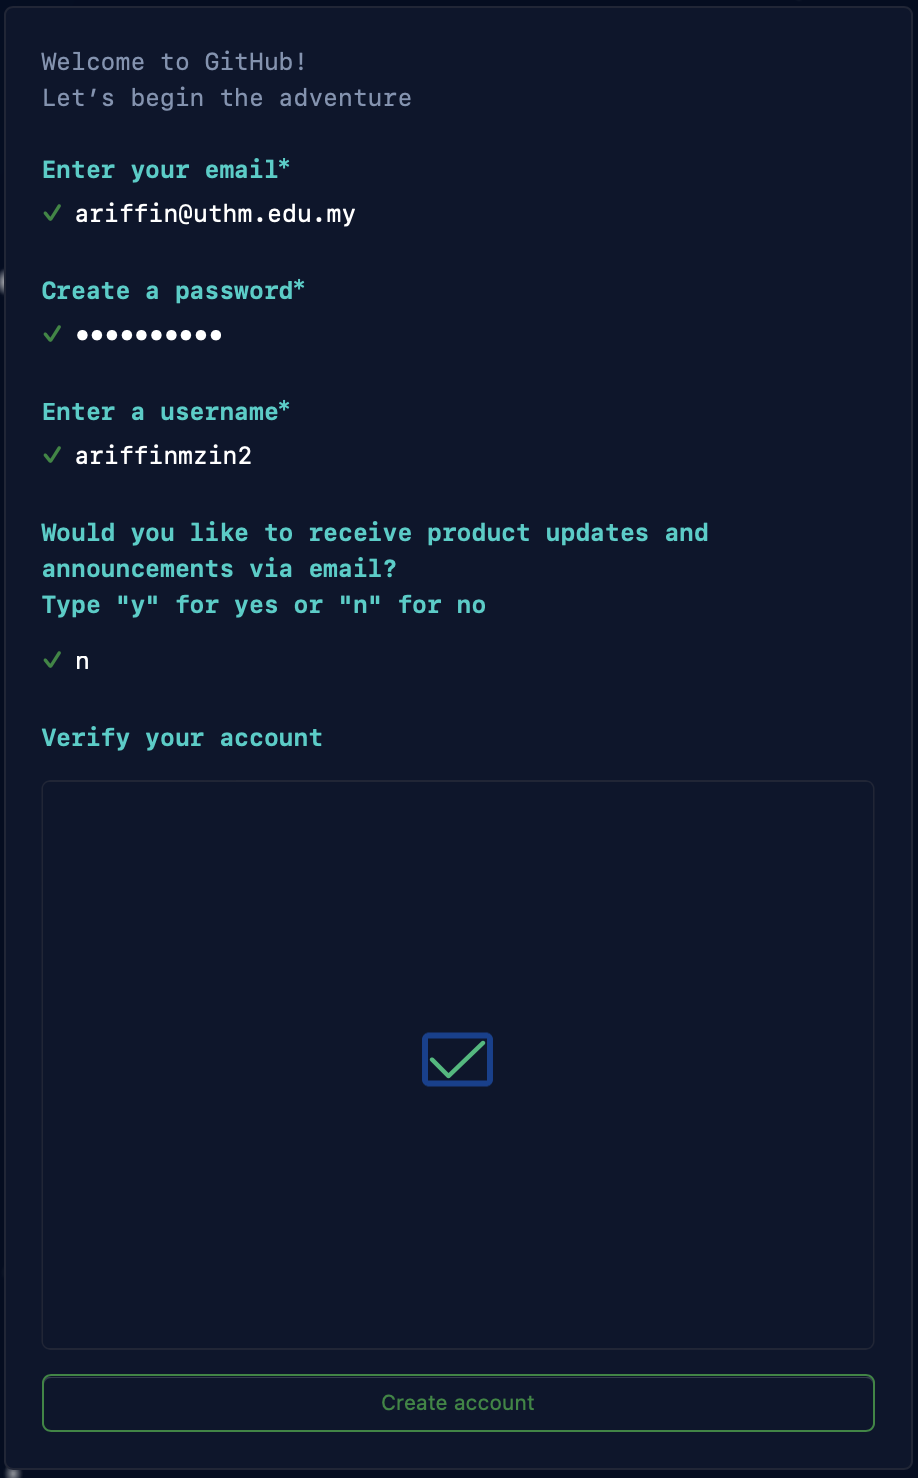 Welcome to GitHub!
Let’s begin the adventure
Enter your email*
✓ ariffin@uthm.edu.my
Create a password*
✓ ••••••••••
Enter a username*
✓ ariffinmzin2
Would you like to receive product updates and
announcements via email?
Type "y" for yes or "n" for no
✓ n
Verify your account
Create account